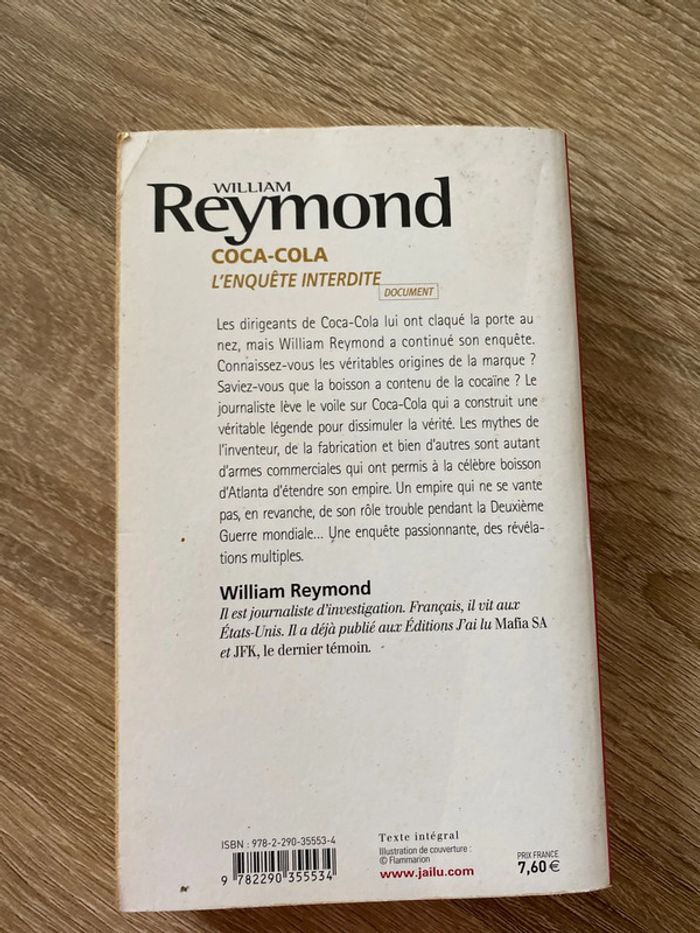 WILLIAM
Reymond
COCA-COLA
L'ENQUÊTE INTERDITE
DOCUMENT
Les dirigeants de Coca-Cola lui ont claqué la porte au
nez, mais William Reymond a continué son enquête.
Connaissez-vous les véritables origines de la marque ?
Saviez-vous que la boisson a contenu de la cocaïne ? Le
journaliste lève le voile sur Coca-Cola qui a construit une
véritable légende pour dissimuler la vérité. Les mythes de
l'inventeur, de la fabrication et bien d'autres sont autant
d'armes commerciales qui ont permis à la célèbre boisson
d'Atlanta d'étendre son empire. Un empire qui ne se vante
pas, en revanche, de son rôle trouble pendant la Deuxième
Guerre mondiale... Une enquête passionnante, des révéla-
tions multiples.
William Reymond
Il est journaliste d'investigation. Français, il vit aux
États-Unis. Il a déjà publié aux Éditions J'ai lu Mafia SA
et JFK, le dernier témoin.
ISBN : 978-2-290-35553-4
9 782290 355534
Texte intégral
Illustration de couverture :
© Flammarion
www.jailu.com
PRIX FRANCE
7,60 €